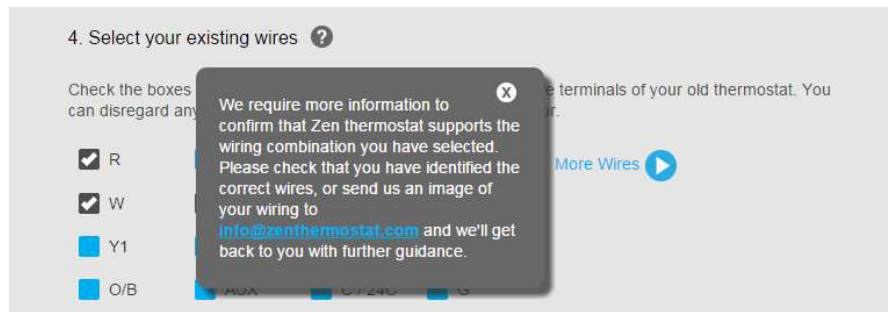 4. Select your existing wires ?
Check the boxes e terminals of your old thermostat. You
can disregard any ur.
We require more information to
confirm that Zen thermostat supports the
wiring combination you have selected.
Please check that you have identified the
correct wires, or send us an image of
your wiring to
info@zenthermostat.com and we'll get
back to you with further guidance.
X
R
More Wires
W
Y1
O/B AUX C / 24C G